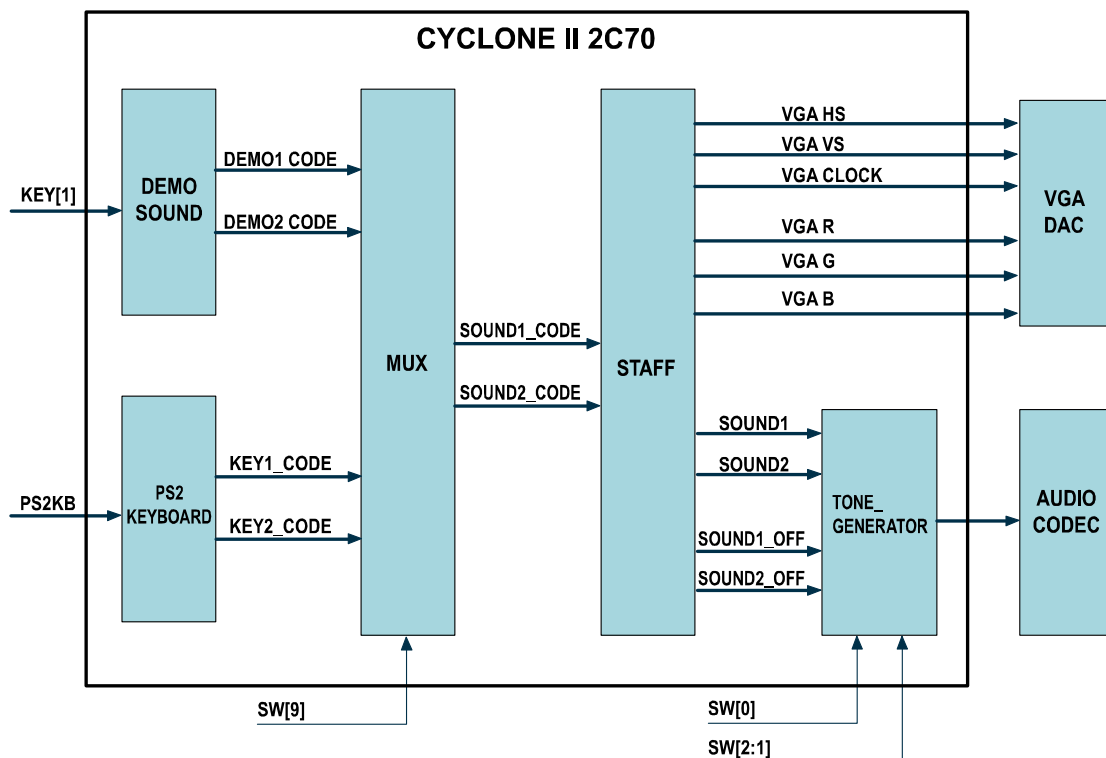 CYCLONE II 2C70
KEY[1]
DEMO
SOUND
DEMO1 CODE
DEMO2 CODE
PS2KB
PS2
KEYBOARD
KEY1_CODE
KEY2_CODE
MUX
SW[9]
SOUND1_CODE
SOUND2_CODE
STAFF
VGA HS
VGA VS
VGA CLOCK
VGA R
VGA G
VGA B
VGA
DAC
SOUND1
SOUND2
SOUND1_OFF
SOUND2_OFF
TONE_
GENERATOR
AUDIO
CODEC
SW[0]
SW[2:1]